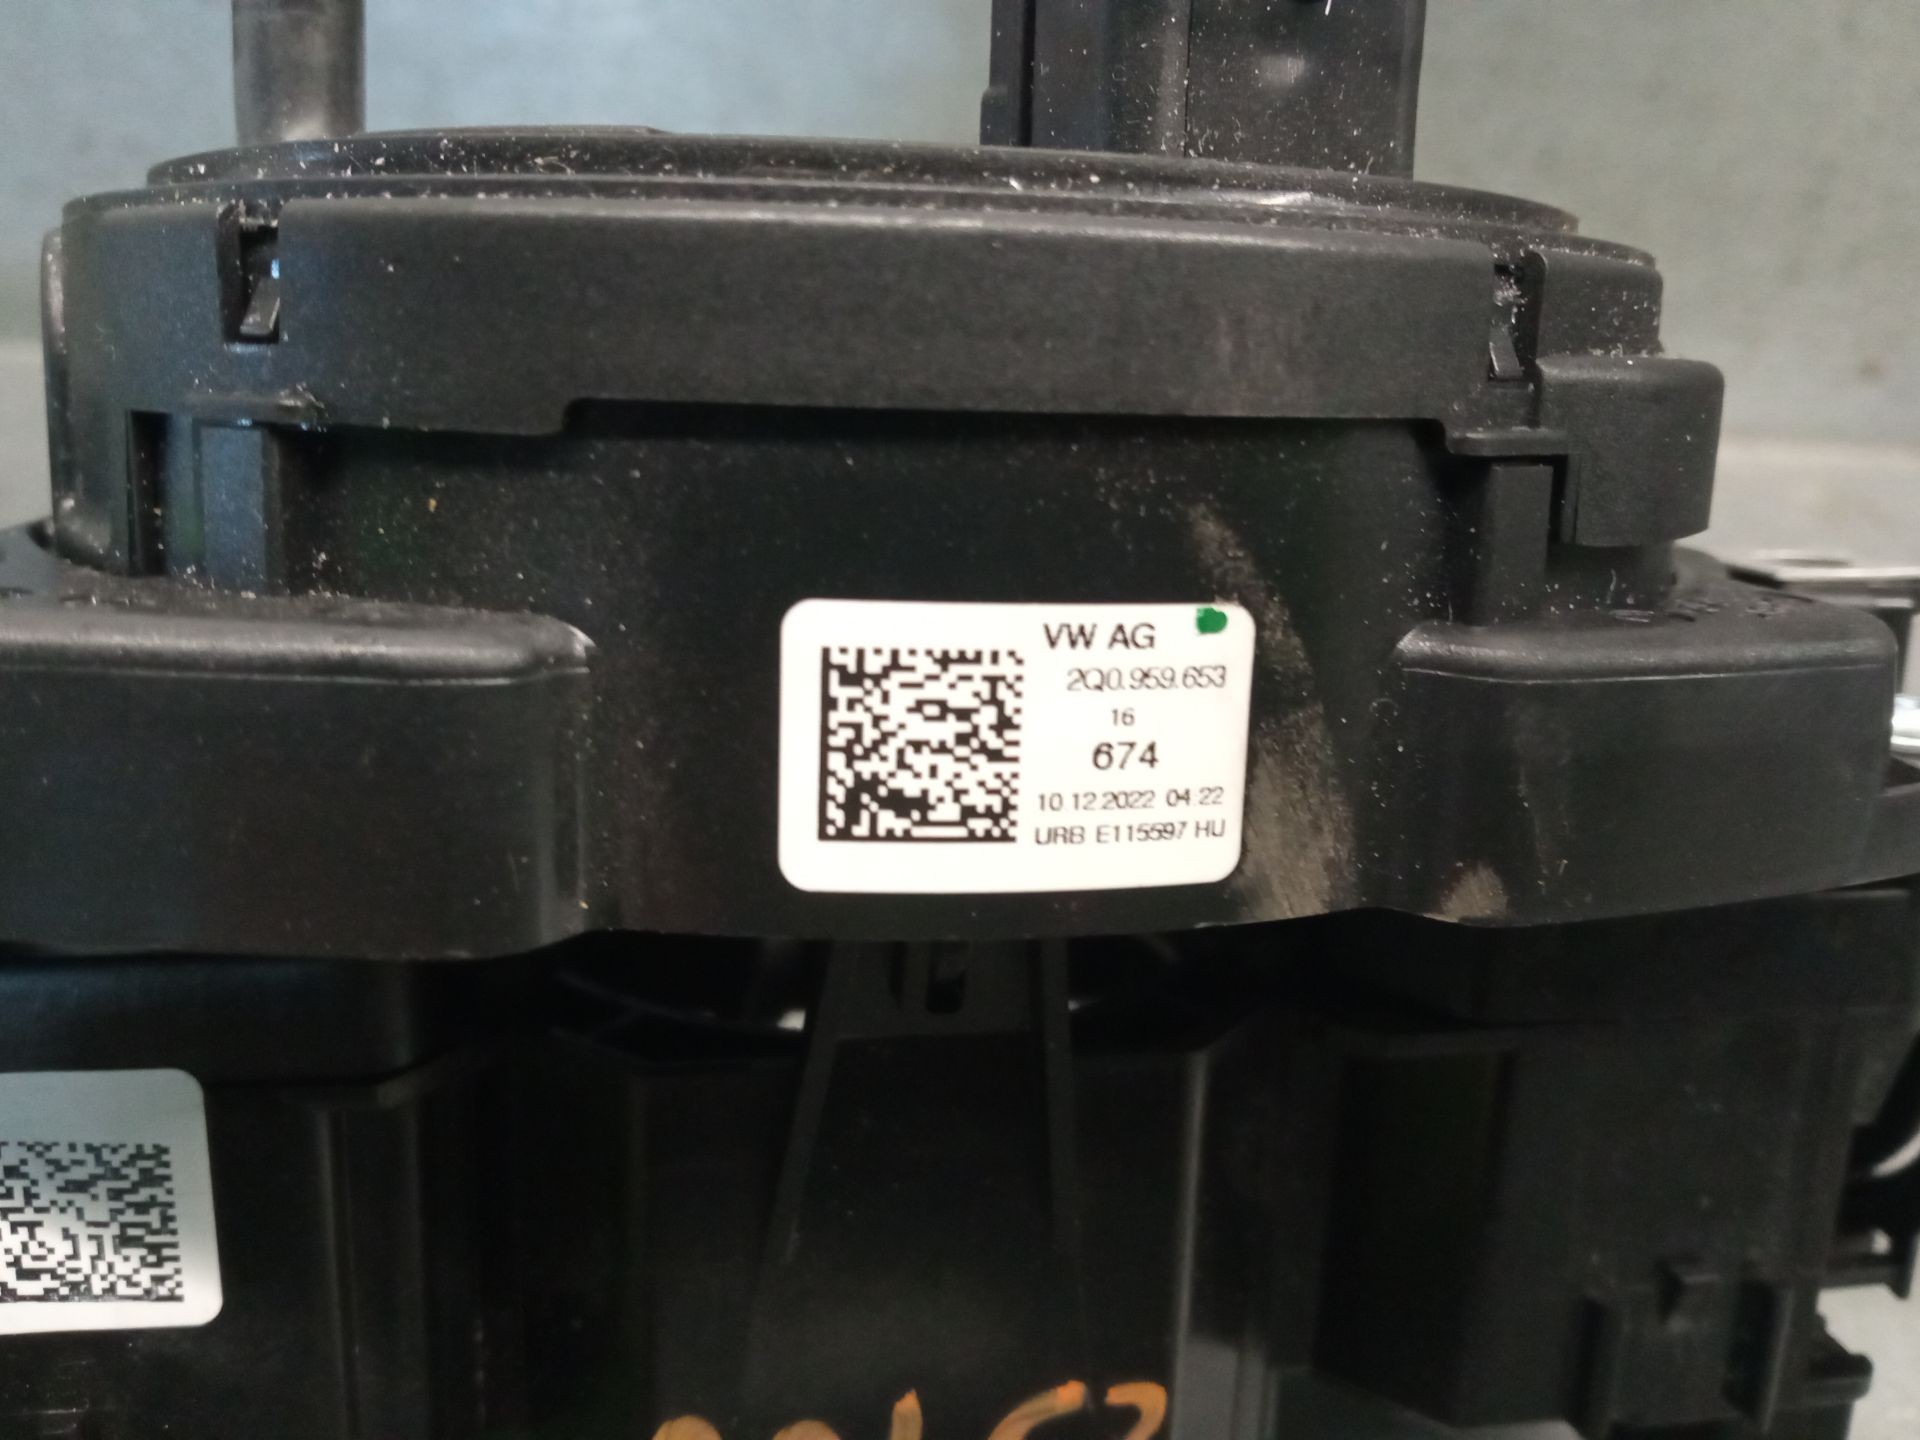 VW AG
2Q0.959.653
16
674
10.12.2022 04:22
URB E115597 HU